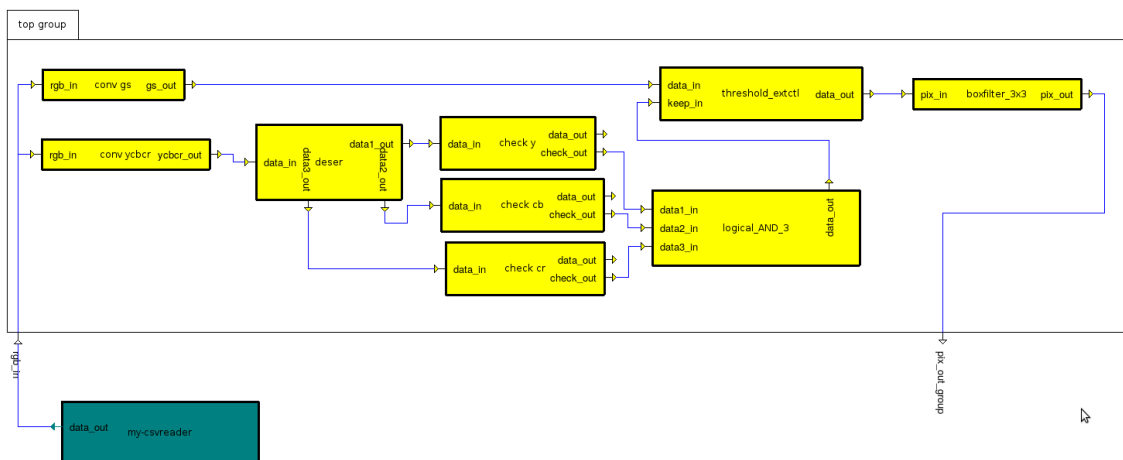 top group
rgb_in conv gs gs_out
data_in
keep_in
threshold_extctl
data_out
pix_in boxfilter_3x3 pix_out
rgb_in conv ycbcr ycbcr_out
data_in
deser
data1_out
data2_out
data3_out
data_in
check y
data_out
check_out
data_in
check cb
data_out
check_out
data_in
check cr
data_out
check_out
data1_in
data2_in
data3_in
logical_AND_3
data_out
rgb_in
pix_out_group
data_out
my-csvreader